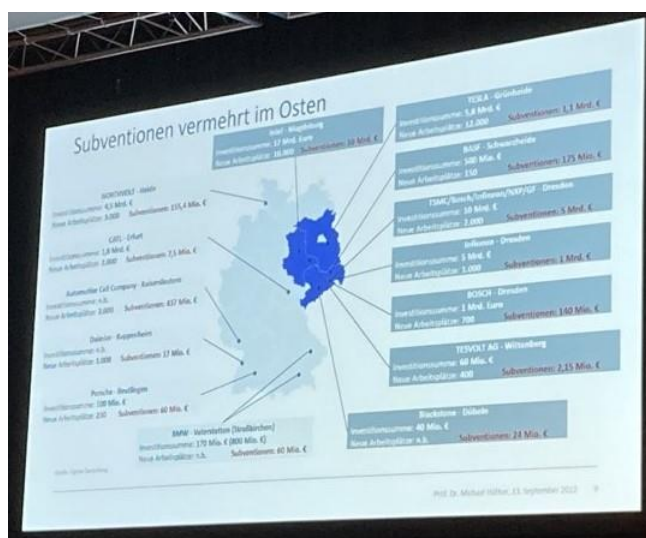 Subventionen vermehrt im Osten
Intel - Magdeburg
Investitionssumme: 17 Mrd. Euro
Neue Arbeitsplätze: 10.000 Subventionen: 10 Mrd. €
TESLA - Grünheide
Investitionssumme: 5,8 Mrd. €
Neue Arbeitsplätze: 12.000 Subventionen: 1,1 Mrd. €
BASF - Schwarzheide
Investitionssumme: 500 Mio. €
Neue Arbeitsplätze: 150 Subventionen: 175 Mio. €
TSMC/Bosch/Infineon/NXP/GF - Dresden
Investitionssumme: 10 Mrd. €
Neue Arbeitsplätze: 2.000 Subventionen: 5 Mrd. €
Infineon - Dresden
Investitionssumme: 5 Mrd. €
Neue Arbeitsplätze: 1.000 Subventionen: 1 Mrd. €
BOSCH - Dresden
Investitionssumme: 1 Mrd. Euro
Neue Arbeitsplätze: 700 Subventionen: 140 Mio. €
TESVOLT AG - Wittenberg
Investitionssumme: 60 Mio. €
Neue Arbeitsplätze: 400 Subventionen: 2,15 Mio. €
Blackstone - Döbeln
Investitionssumme: 40 Mio. €
Neue Arbeitsplätze: n.b. Subventionen: 24 Mio. €
NORTHVOLT - Heide
Investitionssumme: 4,5 Mrd. €
Neue Arbeitsplätze: 3.000 Subventionen: 155,4 Mio. €
CATL - Erfurt
Investitionssumme: 1,8 Mrd. €
Neue Arbeitsplätze: 2.000 Subventionen: 7,5 Mio. €
Automotive Cell Company - Kaiserslautern
Investitionssumme: n.b.
Neue Arbeitsplätze: 2.000 Subventionen: 437 Mio. €
Daimler - Kuppenheim
Investitionssumme: n.b.
Neue Arbeitsplätze: 1.000 Subventionen: 17 Mio. €
Porsche - Reutlingen
Investitionssumme: 100 Mio. €
Neue Arbeitsplätze: 250 Subventionen: 60 Mio. €
BMW - Vaterstetten (Straßkirchen)
Investitionssumme: 170 Mio. € (800 Mio. €)
Neue Arbeitsplätze: n.b. Subventionen: 60 Mio. €
Quelle: Eigene Darstellung
Prof. Dr. Michael 13. September 2023